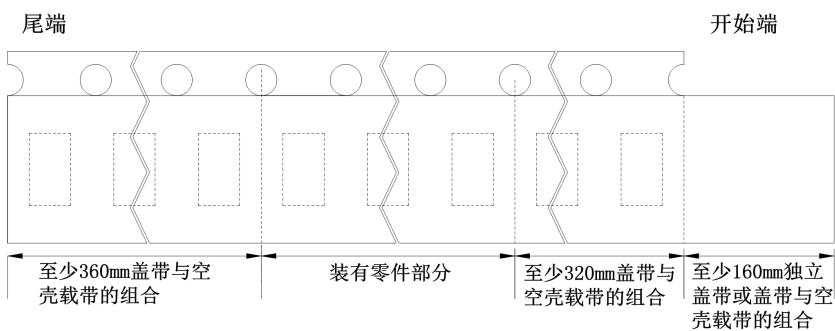 尾端
开始端
至少360mm盖带与空
壳载带的组合
装有零件部分
至少320mm盖带与
空壳载带的组合
至少160mm独立
盖带或盖带与空
壳载带的组合